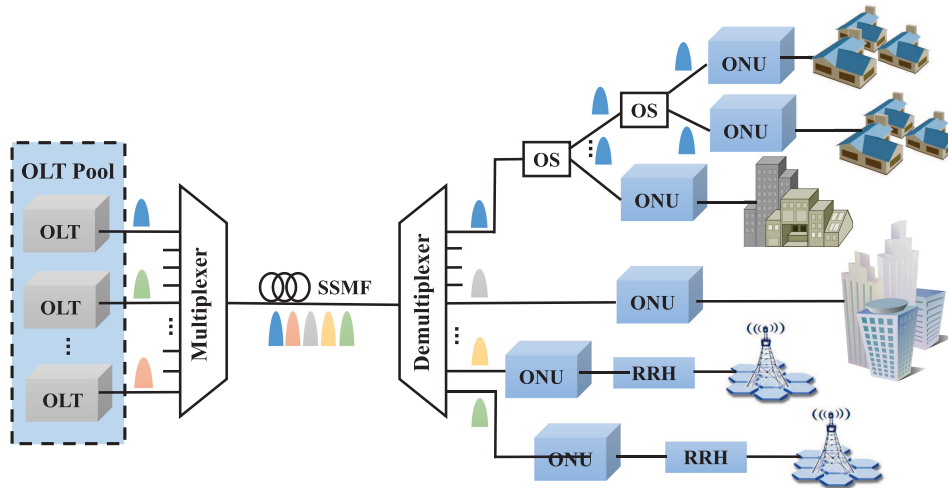 OLT Pool
OLT
OLT
...
OLT
Multiplexer
...
SSMF
Demultiplexer
...
OS
...
OS
ONU
ONU
ONU
ONU
ONU
RRH
ONU
RRH